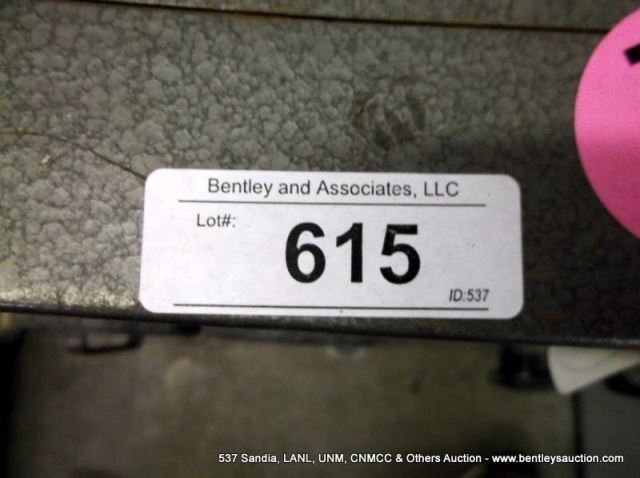 Bentley and Associates, LLC
Lot#:
615
ID:537
537 Sandia, LANL, UNM, CNMCC & Others Auction - www.bentleysauction.com